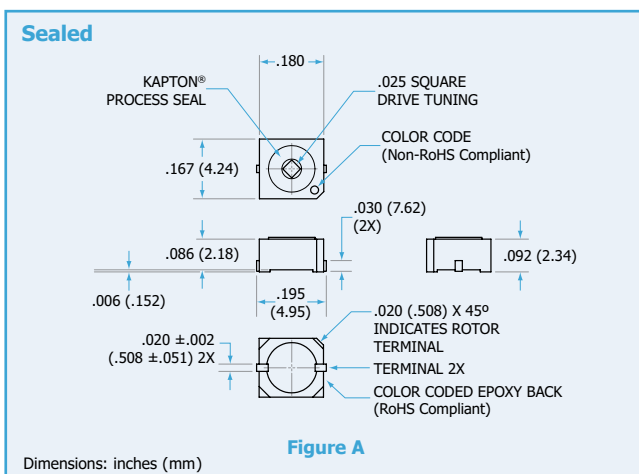 Sealed
.180
KAPTON®
PROCESS SEAL
.025 SQUARE
DRIVE TUNING
COLOR CODE
(Non-RoHS Compliant)
.167 (4.24)
.030 (7.62)
(2X)
.086 (2.18)
.092 (2.34)
.006 (.152)
.195
(4.95)
.020 (.508) X 45º
INDICATES ROTOR
TERMINAL
.020 ±.002
(.508 ±.051) 2X
TERMINAL 2X
COLOR CODED EPOXY BACK
(RoHS Compliant)
Figure A
Dimensions: inches (mm)